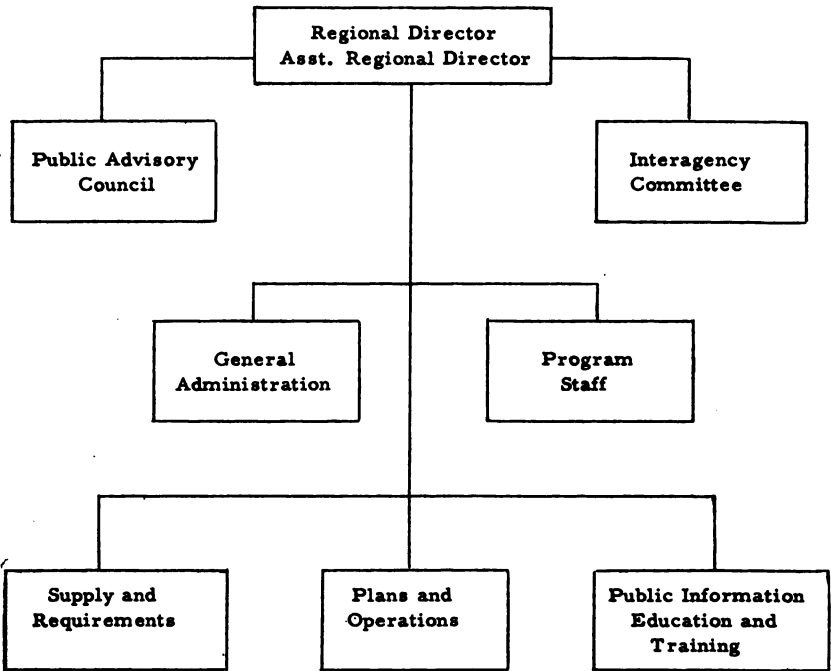 Regional Director
Asst. Regional Director
Public Advisory
Council
Interagency
Committee
General
Administration
Program
Staff
Supply and
Requirements
Plans and
Operations
Public Information
Education and
Training